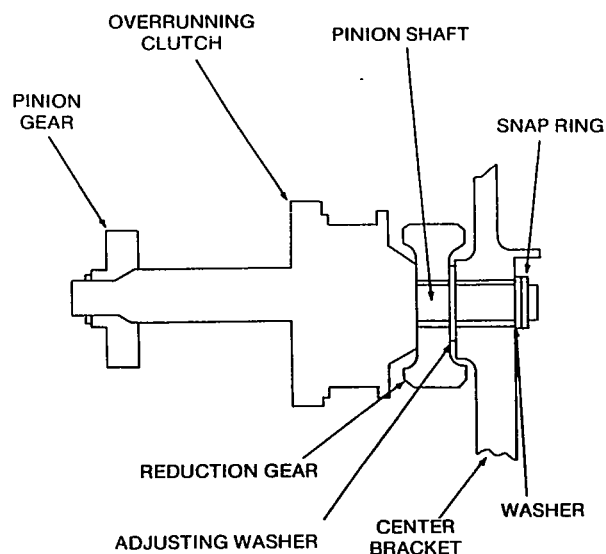 OVERRUNNING
CLUTCH
PINION SHAFT
PINION
GEAR
SNAP RING
REDUCTION GEAR
ADJUSTING WASHER
CENTER
BRACKET
WASHER